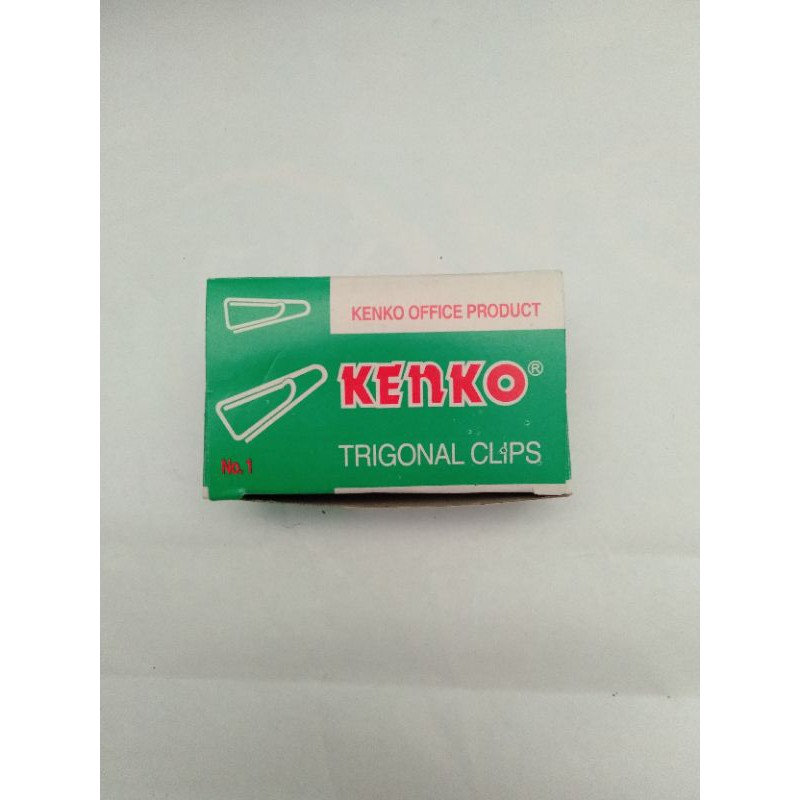 KENKO OFFICE PRODUCT
KENKO®
TRIGONAL CLIPS
No.1